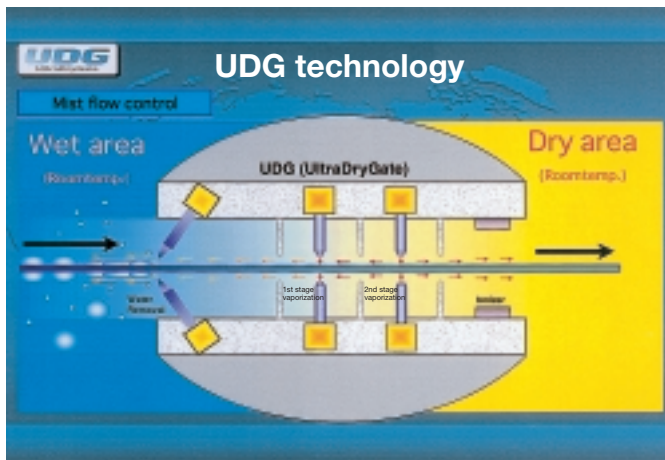 UDG
UDG technology
Mist flow control
Wet area
(Roomtemp.)
UDG (UltraDryGate)
Dry area
(Roomtemp.)
Water
Removal
1st stage
vaporization
2nd stage
vaporization
Ionizer